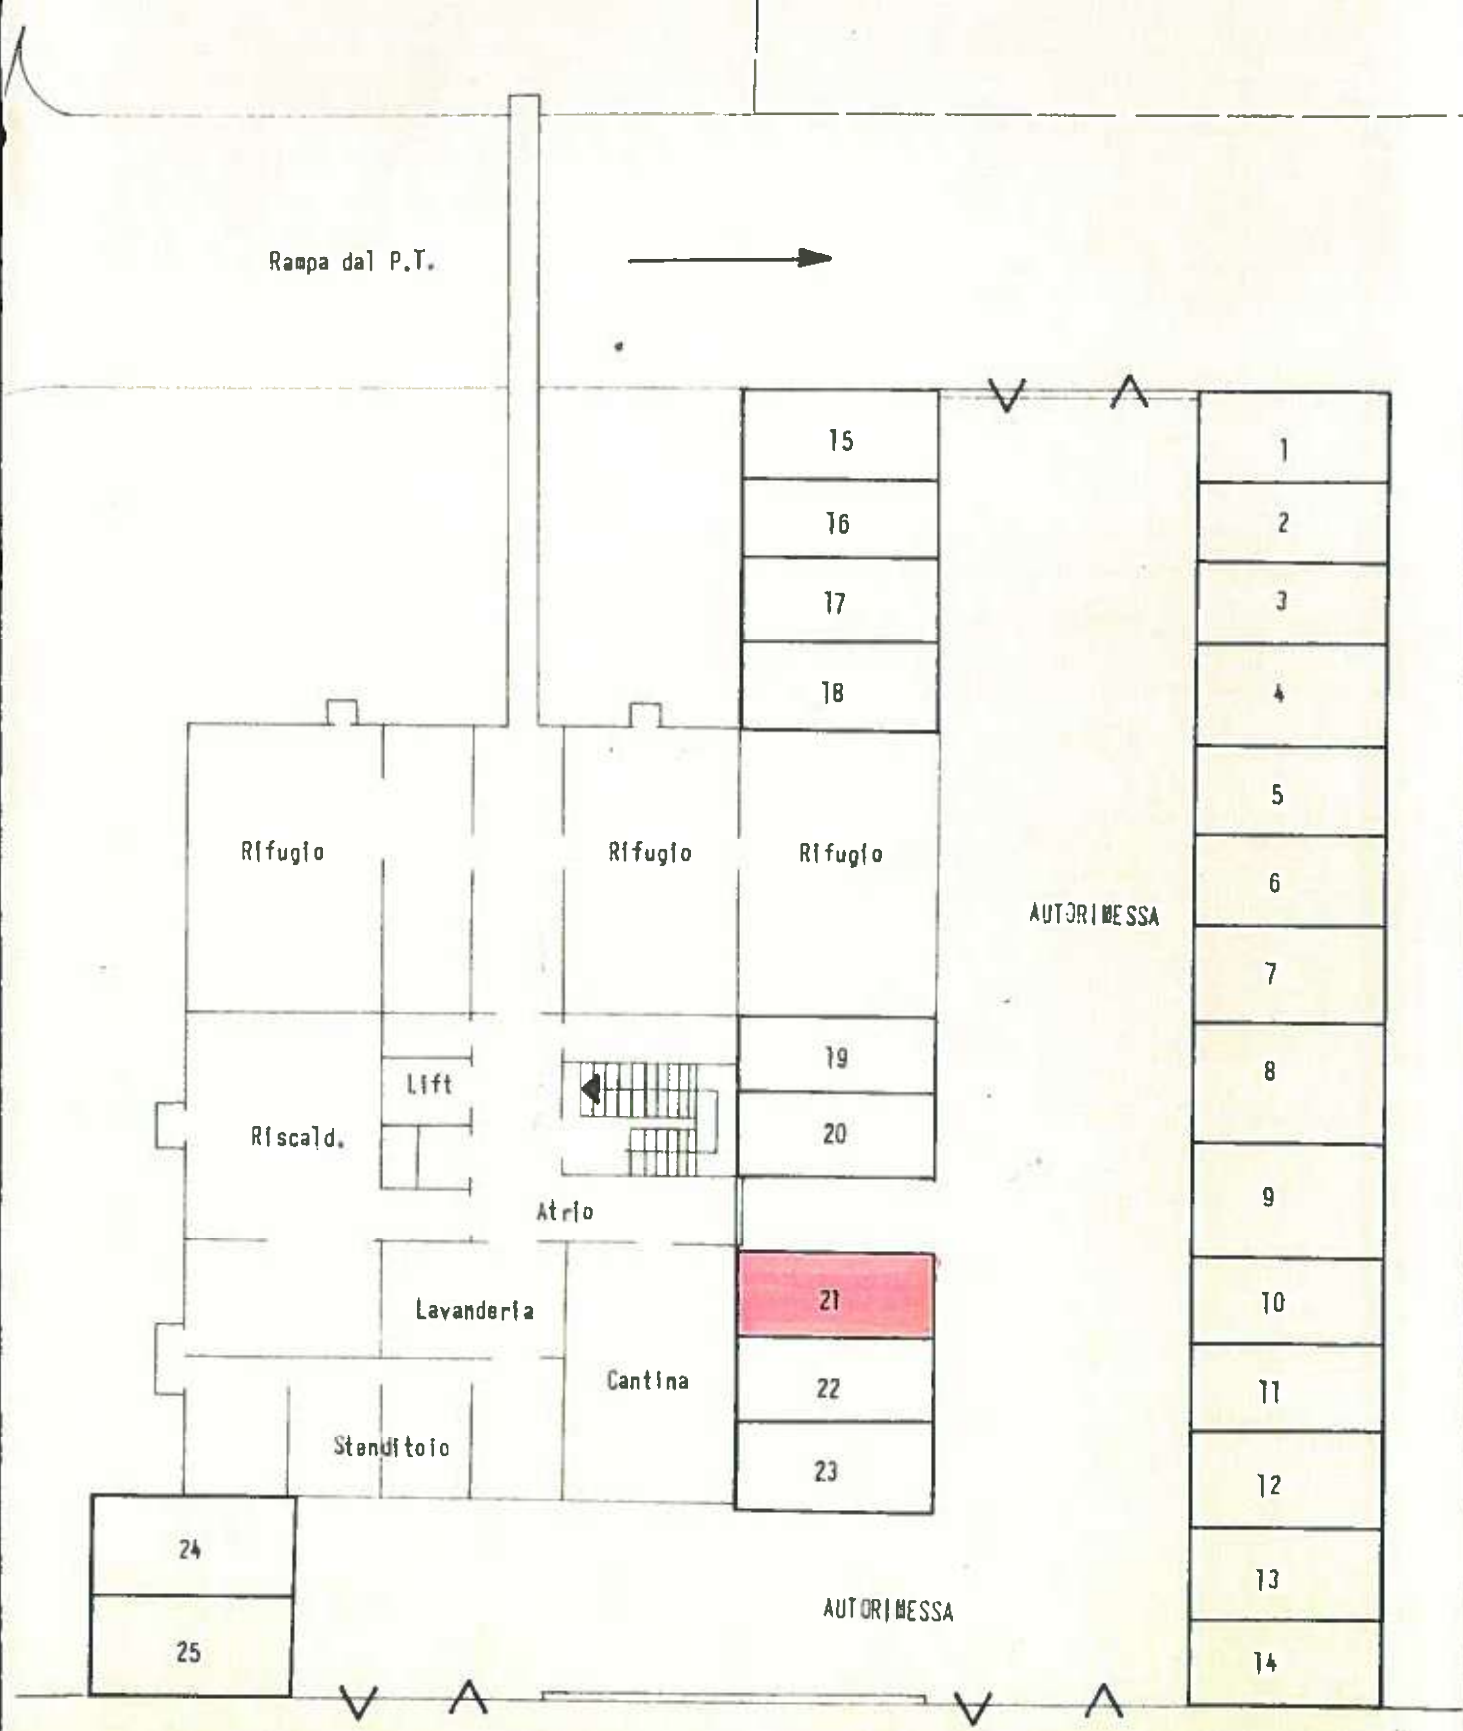 Rampa dal P.T.
15
1
16
2
17
3
18
4
5
Rifugio
Rifugio
Rifugio
6
AUTORIMESSA
7
19
8
Lift
Riscald.
20
9
Atrio
21
10
Lavanderia
Cantina
22
11
Stenditoio
23
12
24
13
AUTORIMESSA
25
14